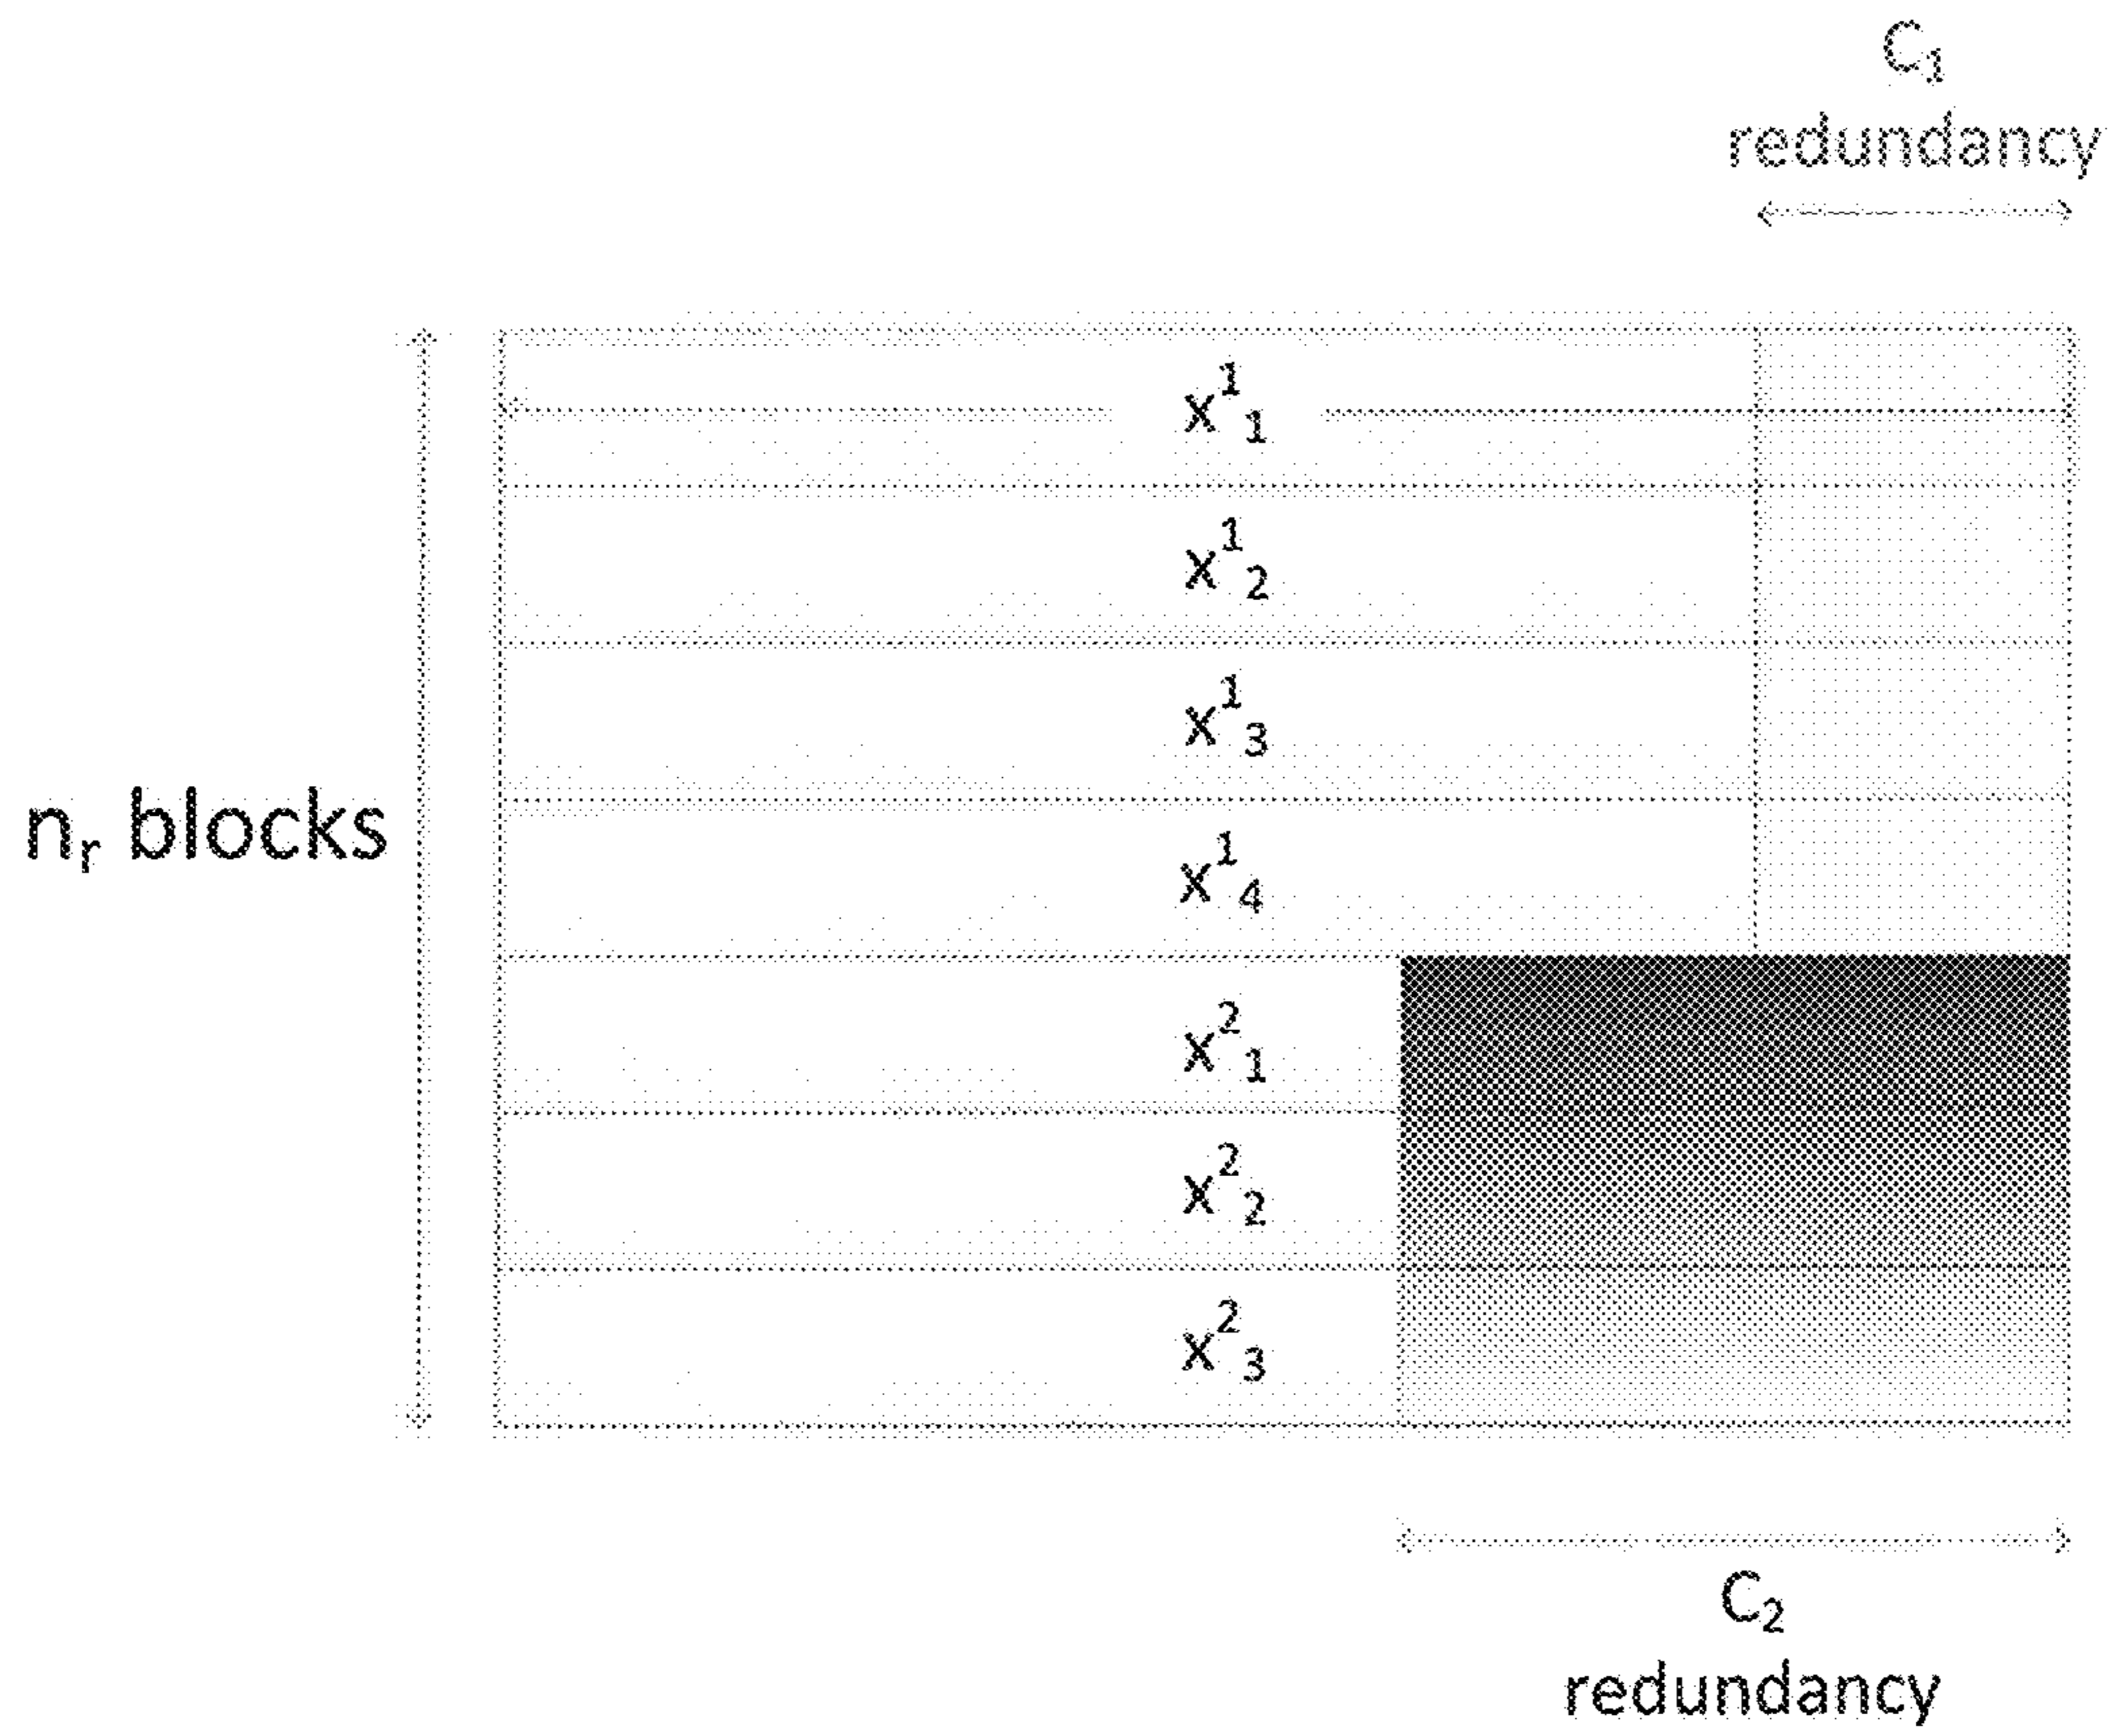 C₁
redundancy
x¹₁
x¹₂
x¹₃
nᵣ blocks
x¹₄
x²₁
x²₂
x²₃
C₂
redundancy